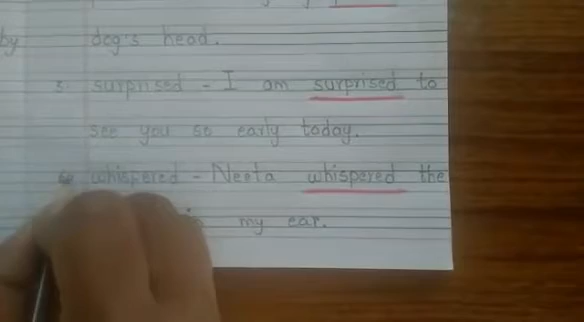 by dog's head.
5. surprised - I am surprised to
see you so early today.
whispered - Neeta whispered the
my ear.